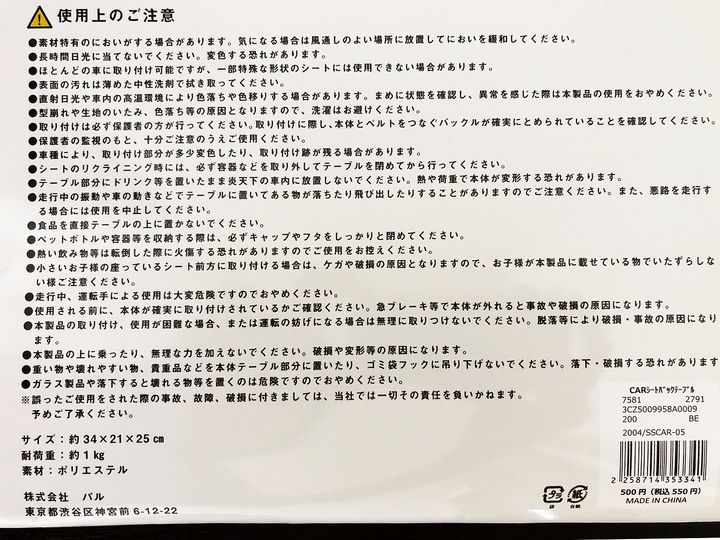 使用上のご注意
●素材特有のにおいがする場合があります。気になる場合は風通しのよい場所に放置してにおいを緩和してください。
●長時間日光に当てないでください。変色する恐れがあります。
●ほとんどの車に取り付け可能ですが、一部特殊な形状のシートには使用できない場合があります。
●表面の汚れは薄めた中性洗剤で拭き取ってください。
●直射日光や車内の高温環境により色落ちや色移りする場合があります。まめに状態を確認し、異常を感じた際は本製品の使用をおやめください。
●型崩れや生地のいたみ、色落ち等の原因となりますので、洗濯はお避けください。
●取り付けは必ず保護者の方が行ってください。取り付けに際し、本体とベルトをつなぐバックルが確実にとめられていることを確認してください。
●保護者の監視のもと、十分ご注意のうえご使用ください。
●車種により、取り付け部分が多少変色したり、取り付け跡が残る場合があります。
●シートのリクライニング時には、必ず容器などを取り外してテーブルを閉めてから行ってください。
●テーブル部分にドリンク等を置いたまま炎天下の車内に放置しないでください。熱や荷重で本体が変形する恐れがあります。
●走行中の振動や車の動きなどでテーブルに置いてある物が落ちたり飛び出したりすることがありますのでご注意ください。また、悪路を走行す
る場合には使用を中止してください。
●食品を直接テーブルの上に置かないでください。
●ペットボトルや容器等を収納する際は、必ずキャップやフタをしっかりと閉めてください。
●熱い飲み物等は転倒した際に火傷する恐れがありますのでご使用をお控えください。
●小さいお子様の座っているシート前方に取り付ける場合は、ケガや破損の原因となりますので、お子様が本製品に載せている物でいたずらしな
い様ご注意ください。
●走行中、運転手による使用は大変危険ですのでおやめください。
●使用される前に、本体が確実に取り付けされているかご確認ください。急ブレーキ等で本体が外れると事故や破損の原因になります。
●本製品の取り付け、使用が困難な場合、または運転の妨げになる場合は無理に取りつけないでください。脱落等により破損・事故の原因になり
ます。
●本製品の上に乗ったり、無理な力を加えないでください。破損や変形等の原因になります。
●重い物や壊れやすい物、貴重品などを本体テーブル部分に置いたり、ゴミ袋フックに吊り下げないでください。落下・破損する恐れがあります
●ガラス製品や落下すると壊れる物等を置くのは危険ですのでおやめください。
※誤ったご使用をされた際の事故、故障、破損に付きましては、当社では一切その責任を負いかねます。
予めご了承ください。
サイズ：約34×21×25㎝
耐荷重：約1kg
素材：ポリエステル
株式会社 パル
東京都渋谷区神宮前 6-12-22
プラ
袋
紙
台紙
CARシートバックテーブル
7581 2791
3CZ5009958A0009
200 BE
2004/SSCAR-05
2 258714 353341
500円（税込550円）
MADE IN CHINA